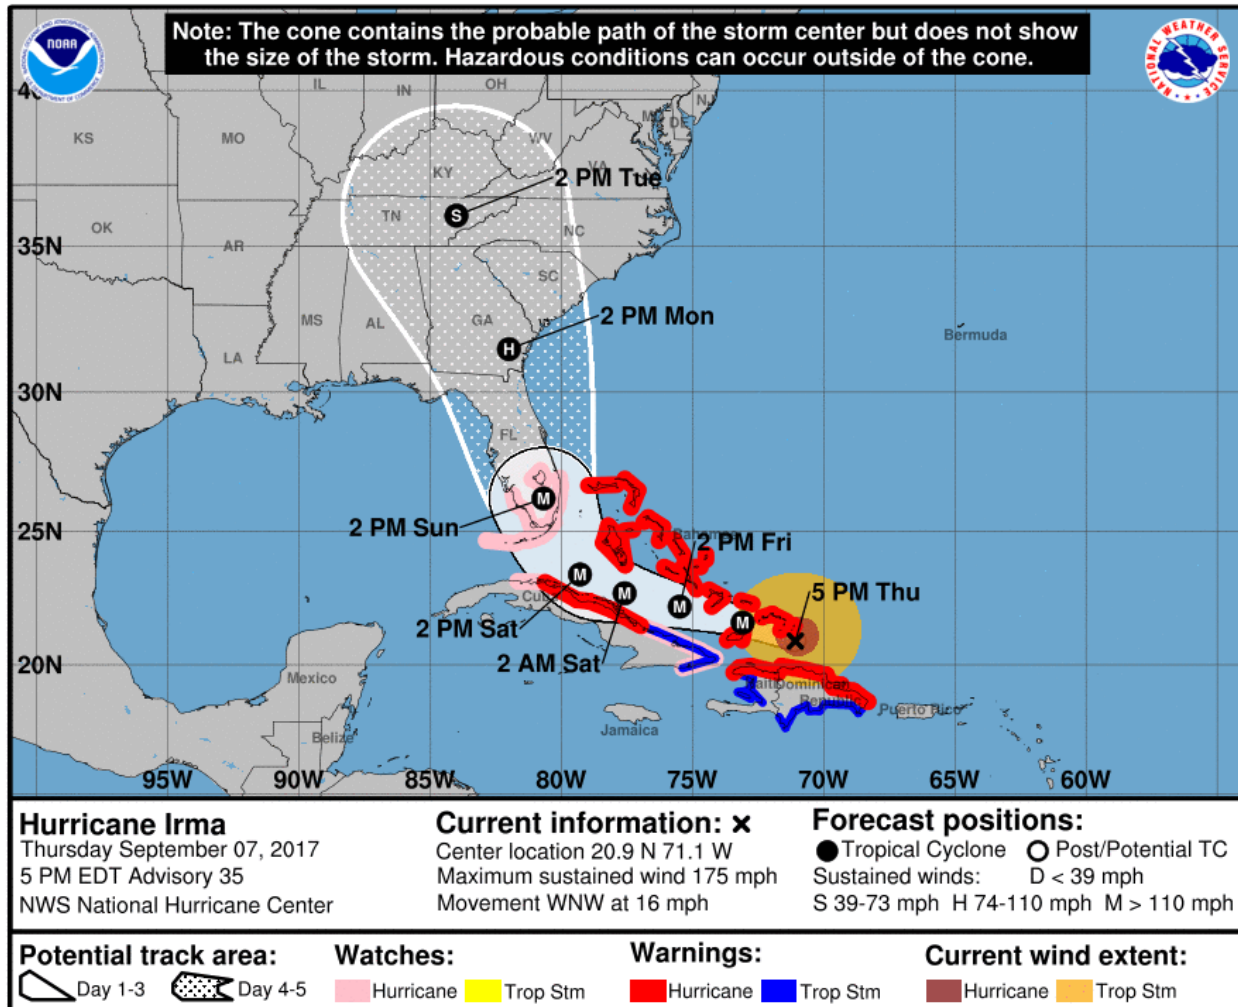 Note: The cone contains the probable path of the storm center but does not show
the size of the storm. Hazardous conditions can occur outside of the cone.
NOAA
NATIONAL WEATHER SERVICE
IL
IN
OH
NJ
DE
40
KS
MO
WV
VA
KY
2 PM Tue
TN
OK
AR
NC
35N
SC
MS
AL
GA
2 PM Mon
Bermuda
LA
30N
FL
2 PM Sun
25N
2 PM Fri
5 PM Thu
2 PM Sat
2 AM Sat
20N
Mexico
Dominican
Puerto Rico
Jamaica
Belize
S
H
M
M
M
M
M
95W 90W 85W 80W 75W 70W 65W 60W
Hurricane Irma
Thursday September 07, 2017
5 PM EDT Advisory 35
NWS National Hurricane Center
Current information: ×
Center location 20.9 N 71.1 W
Maximum sustained wind 175 mph
Movement WNW at 16 mph
Forecast positions:
Tropical Cyclone Post/Potential TC
Sustained winds: D < 39 mph
S 39-73 mph H 74-110 mph M > 110 mph
Potential track area:
Day 1-3 Day 4-5
Watches:
Hurricane Trop Stm
Warnings:
Hurricane Trop Stm
Current wind extent:
Hurricane Trop Stm